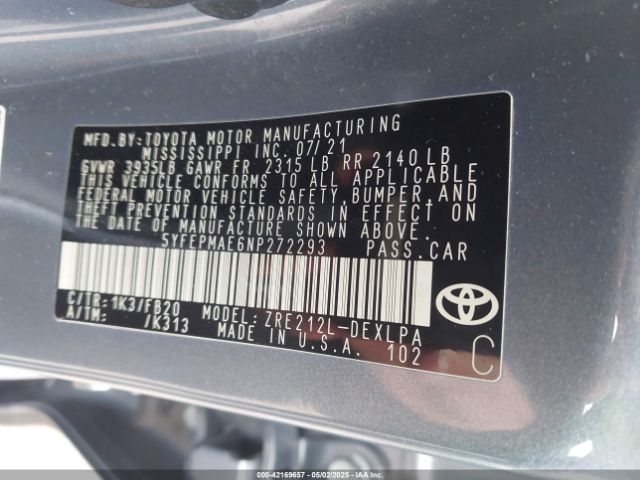 MFD.BY:TOYOTA MOTOR MANUFACTURING
MISSISSIPPI INC. 07/21
GVWR 3935LB GAWR FR 2315 LB RR 2140 LB
THIS VEHICLE CONFORMS TO ALL APPLICABLE
FEDERAL MOTOR VEHICLE SAFETY,BUMPER,AND
THEFT PREVENTION STANDARDS IN EFFECT ON
THE DATE OF MANUFACTURE SHOWN ABOVE.
5YFEPMAE6NP272293 PASS.CAR
C/TR:1K3/FB20 MODEL:ZRE212L-DEXLPA
A/TM: /K313 MADE IN U.S.A. 102
TOYOTA
C
000-42169657 - 05/02/2025 - IAAI.COM